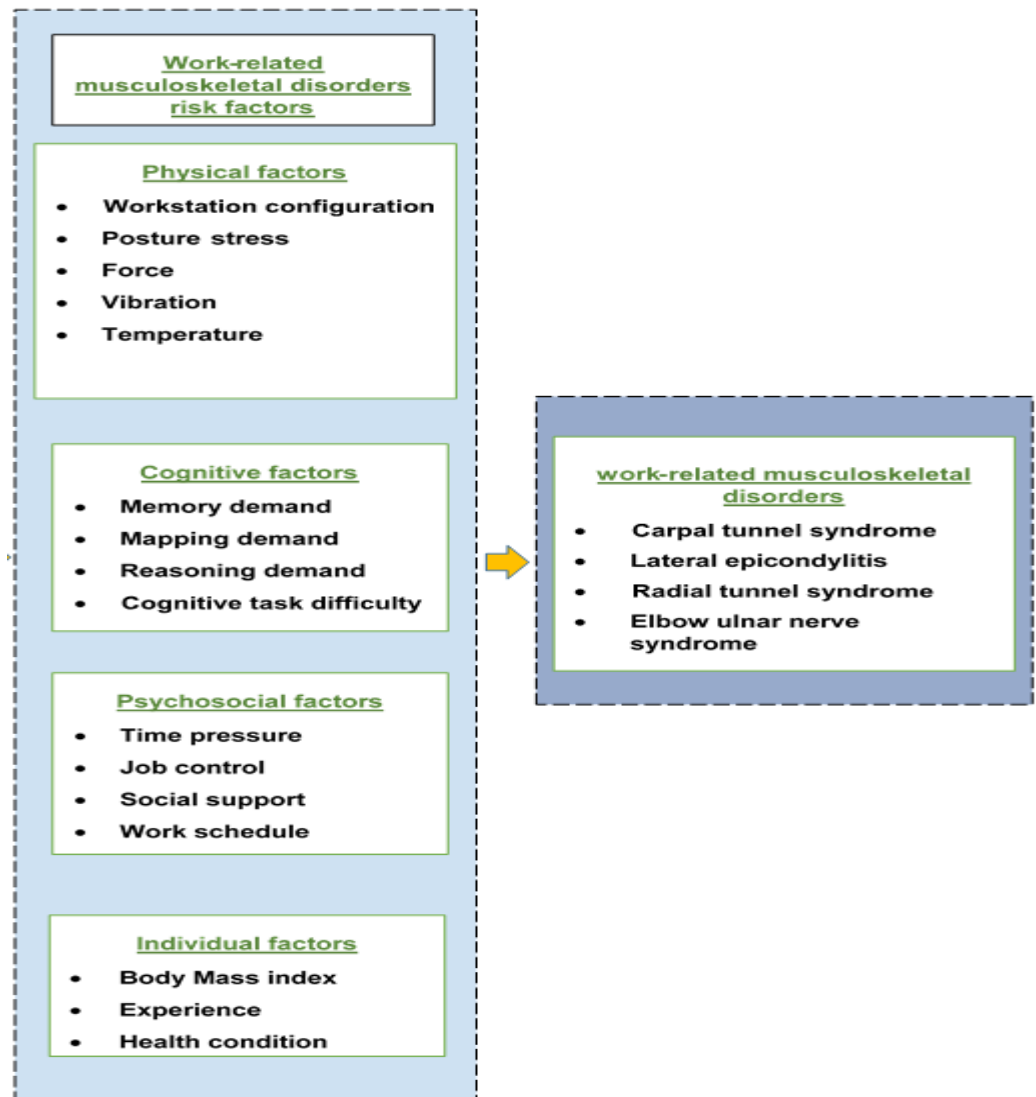 Work-related
musculoskeletal disorders
risk factors
Physical factors
• Workstation configuration
• Posture stress
• Force
• Vibration
• Temperature
Cognitive factors
• Memory demand
• Mapping demand
• Reasoning demand
• Cognitive task difficulty
Psychosocial factors
• Time pressure
• Job control
• Social support
• Work schedule
Individual factors
• Body Mass index
• Experience
• Health condition
work-related musculoskeletal
disorders
• Carpal tunnel syndrome
• Lateral epicondylitis
• Radial tunnel syndrome
• Elbow ulnar nerve
syndrome